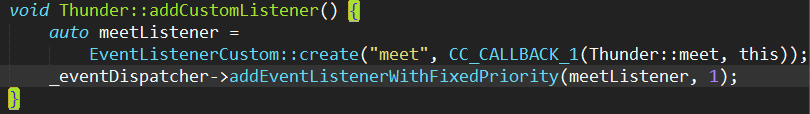 void Thunder::addCustomListener() {
    auto meetListener =
        EventListenerCustom::create("meet", CC_CALLBACK_1(Thunder::meet, this));
    _eventDispatcher->addEventListenerWithFixedPriority(meetListener, 1);
}